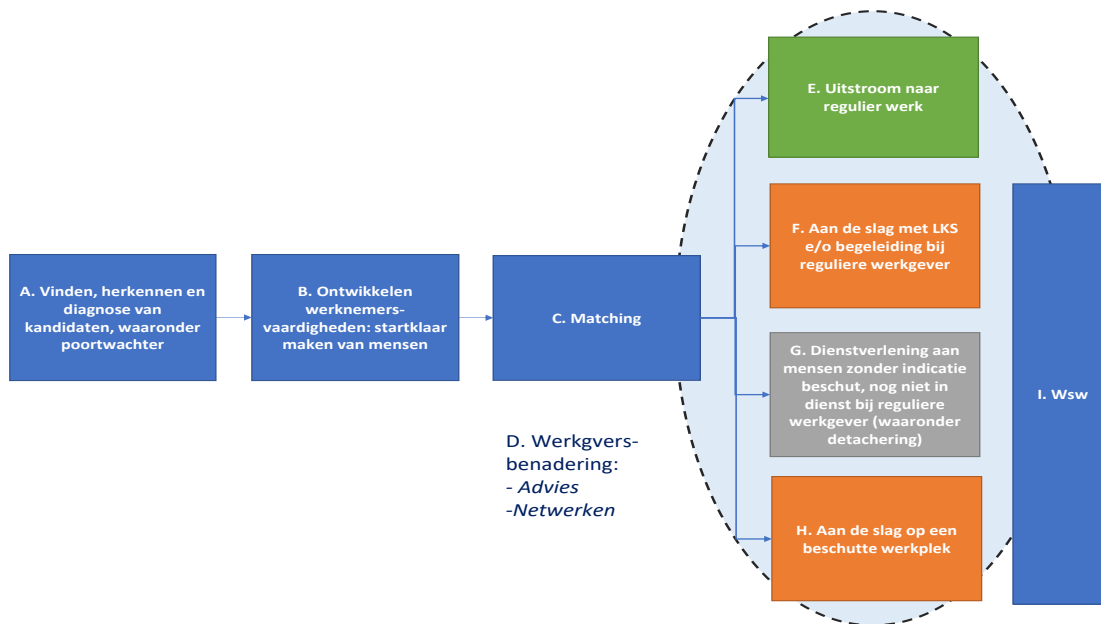 A. Vinden, herkennen en
diagnose van
kandidaten, waaronder
poortwachter
B. Ontwikkelen
werknemers-
vaardigheden: startklaar
maken van mensen
C. Matching
D. Werkgvers-
benadering:
- Advies
-Netwerken
E. Uitstroom naar
regulier werk
F. Aan de slag met LKS
e/o begeleiding bij
reguliere werkgever
G. Dienstverlening aan
mensen zonder indicatie
beschut, nog niet in
dienst bij reguliere
werkgever (waaronder
detachering)
H. Aan de slag op een
beschutte werkplek
I. Wsw